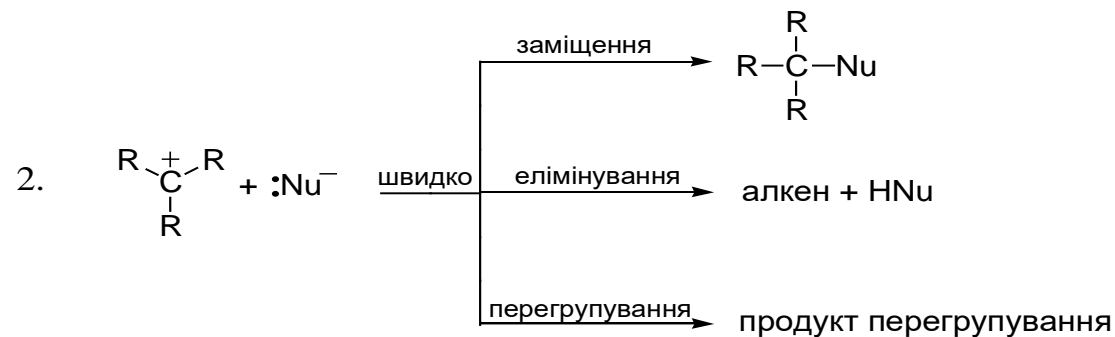 заміщення
R
R–C–Nu
R
2.
R + R
C + :Nu⁻
R
швидко
елімінування
алкен + HNu
перегрупування
продукт перегрупування